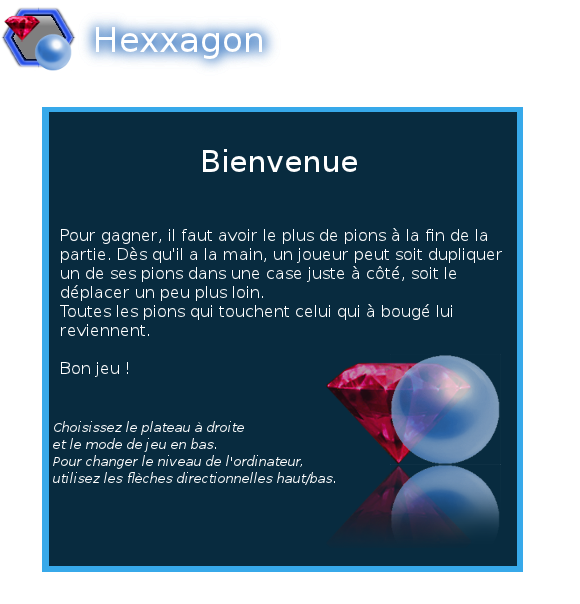 Hexxagon
Bienvenue
Pour gagner, il faut avoir le plus de pions à la fin de la
partie. Dès qu'il a la main, un joueur peut soit dupliquer
un de ses pions dans une case juste à côté, soit le
déplacer un peu plus loin.
Toutes les pions qui touchent celui qui à bougé lui
reviennent.
Bon jeu !
Choisissez le plateau à droite
et le mode de jeu en bas.
Pour changer le niveau de l'ordinateur,
utilisez les flèches directionnelles haut/bas.